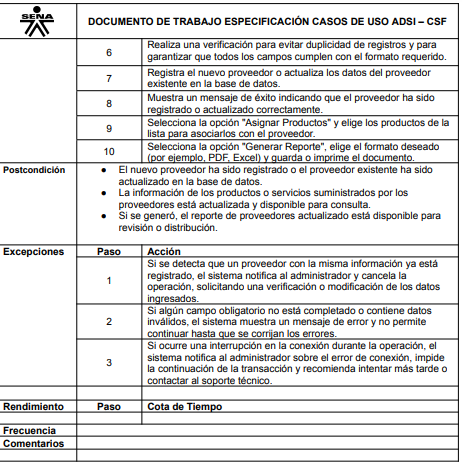 SENA
DOCUMENTO DE TRABAJO ESPECIFICACIÓN CASOS DE USO ADSI – CSF
6
Realiza una verificación para evitar duplicidad de registros y para
garantizar que todos los campos cumplen con el formato requerido.
7
Registra el nuevo proveedor o actualiza los datos del proveedor
existente en la base de datos.
8
Muestra un mensaje de éxito indicando que el proveedor ha sido
registrado o actualizado correctamente.
9
Selecciona la opción "Asignar Productos" y elige los productos de la
lista para asociarlos con el proveedor.
10
Selecciona la opción "Generar Reporte", elige el formato deseado
(por ejemplo, PDF, Excel) y guarda o imprime el documento.
Postcondición
● El nuevo proveedor ha sido registrado o el proveedor existente ha sido
actualizado en la base de datos.
● La información de los productos o servicios suministrados por los
proveedores está actualizada y disponible para consulta.
● Si se generó, el reporte de proveedores actualizado está disponible para
revisión o distribución.
Excepciones Paso Acción
1
Si se detecta que un proveedor con la misma información ya está
registrado, el sistema notifica al administrador y cancela la
operación, solicitando una verificación o modificación de los datos
ingresados.
2
Si algún campo obligatorio no está completado o contiene datos
inválidos, el sistema muestra un mensaje de error y no permite
continuar hasta que se corrijan los errores.
3
Si ocurre una interrupción en la conexión durante la operación, el
sistema notifica al administrador sobre el error de conexión, impide
la continuación de la transacción y recomienda intentar más tarde o
contactar al soporte técnico.
Rendimiento Paso Cota de Tiempo
Frecuencia
Comentarios